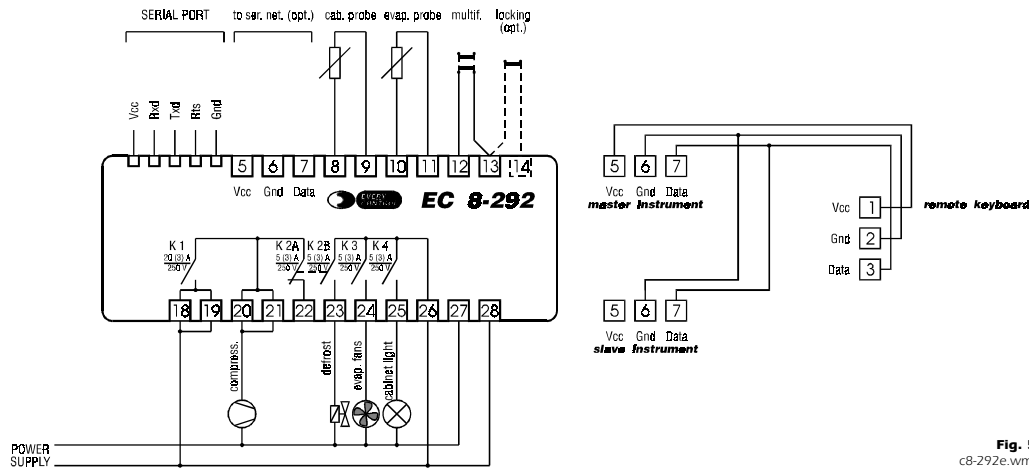 SERIAL PORT to ser. net. (opt.) cab. probe evap. probe multif. locking (opt.)
Vcc Rxd Txd Rts Gnd
5 6 7 8 9 10 11 12 13 14
Vcc Gnd Data
EVERY CONTROL EC 8-292
K 1 K 2A K 2B K 3 K 4
20 (3) A 5 (3) A 5 (3) A 5 (3) A 5 (3) A
250 V 250 V 250 V 250 V 250 V
18 19 20 21 22 23 24 25 26 27 28
compress. defrost evap. fans cabinet light
POWER
SUPPLY
5 6 7
Vcc Gnd Data
master instrument
Vcc 1 remote keyboard
Gnd 2
Data 3
5 6 7
Vcc Gnd Data
slave instrument
Fig. 5
c8-292e.wm